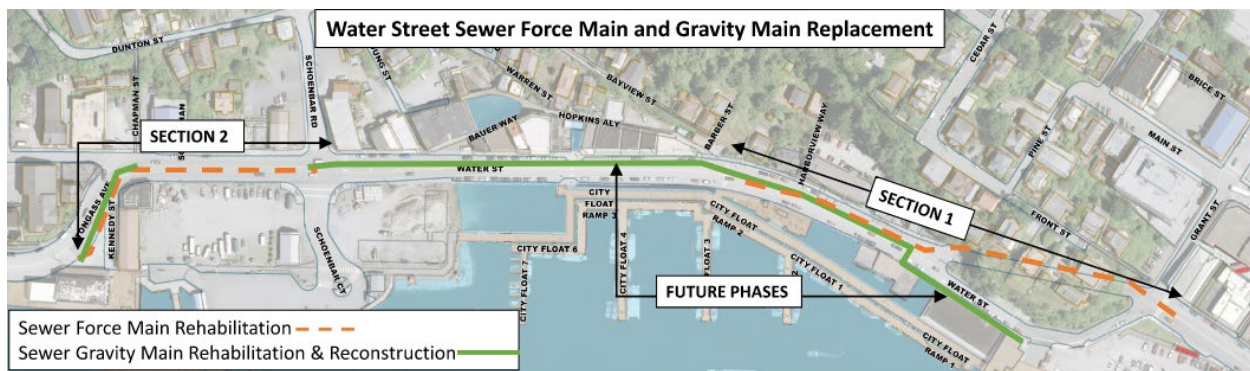 Water Street Sewer Force Main and Gravity Main Replacement
DUNTON ST
CHAPMAN ST
SCHOENBAR RD
YOUNG ST
WARREN ST
BAYVIEW ST
BARBER ST
HARBORVIEW WAY
CEDAR ST
BRICE ST
MAIN ST
PINE ST
FRONT ST
GRANT ST
SECTION 2
BAUER WAY
HOPKINS ALY
SECTION 1
TONGASS AVE
KENNEDY ST
WATER ST
SCHOENBAR CT
CITY FLOAT
RAMP 3
CITY FLOAT 6
CITY FLOAT 7
CITY FLOAT 4
CITY FLOAT 3
CITY FLOAT
RAMP 2
CITY FLOAT 1
FUTURE PHASES
WATER ST
CITY FLOAT
RAMP 1
Sewer Force Main Rehabilitation
Sewer Gravity Main Rehabilitation & Reconstruction